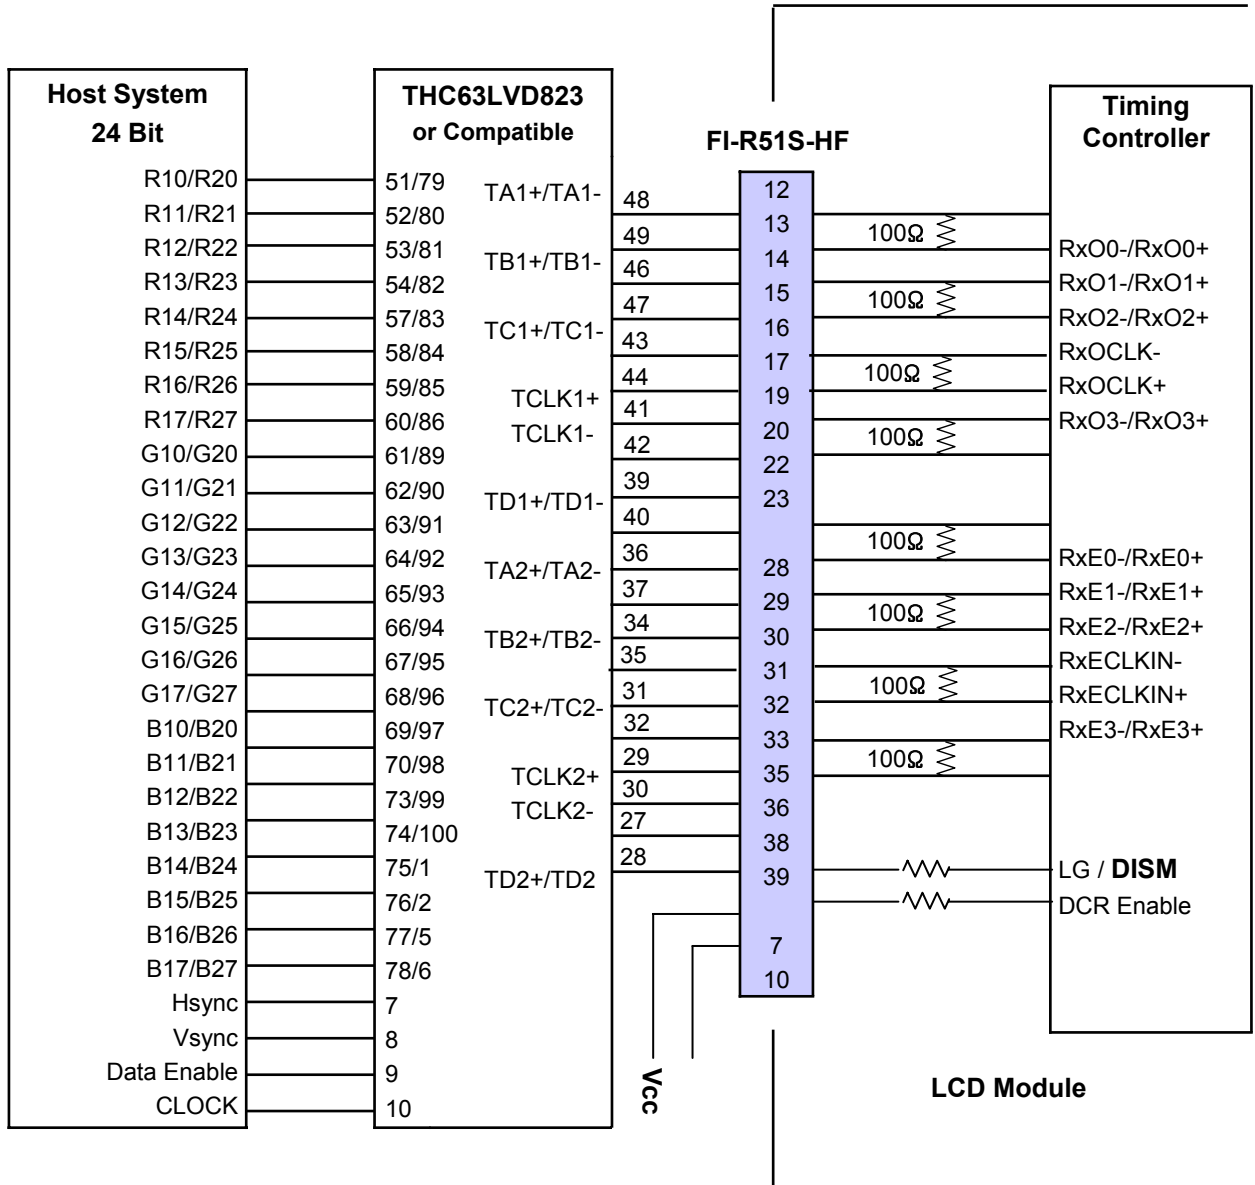 Host System
24 Bit
R10/R20
R11/R21
R12/R22
R13/R23
R14/R24
R15/R25
R16/R26
R17/R27
G10/G20
G11/G21
G12/G22
G13/G23
G14/G24
G15/G25
G16/G26
G17/G27
B10/B20
B11/B21
B12/B22
B13/B23
B14/B24
B15/B25
B16/B26
B17/B27
Hsync
Vsync
Data Enable
CLOCK
THC63LVD823
or Compatible
51/79
52/80
53/81
54/82
57/83
58/84
59/85
60/86
61/89
62/90
63/91
64/92
65/93
66/94
67/95
68/96
69/97
70/98
73/99
74/100
75/1
76/2
77/5
78/6
7
8
9
10
TA1+/TA1-
TB1+/TB1-
TC1+/TC1-
TCLK1+
TCLK1-
TD1+/TD1-
TA2+/TA2-
TB2+/TB2-
TC2+/TC2-
TCLK2+
TCLK2-
TD2+/TD2
48
49
46
47
43
44
41
42
39
40
36
37
34
35
31
32
29
30
27
28
Vcc
FI-R51S-HF
12
13
14
15
16
17
19
20
22
23
28
29
30
31
32
33
35
36
38
39
7
10
100Ω
100Ω
100Ω
100Ω
100Ω
100Ω
100Ω
100Ω
Timing
Controller
RxO0-/RxO0+
RxO1-/RxO1+
RxO2-/RxO2+
RxOCLK-
RxOCLK+
RxO3-/RxO3+
RxE0-/RxE0+
RxE1-/RxE1+
RxE2-/RxE2+
RxECLKIN-
RxECLKIN+
RxE3-/RxE3+
LG / DISM
DCR Enable
LCD Module